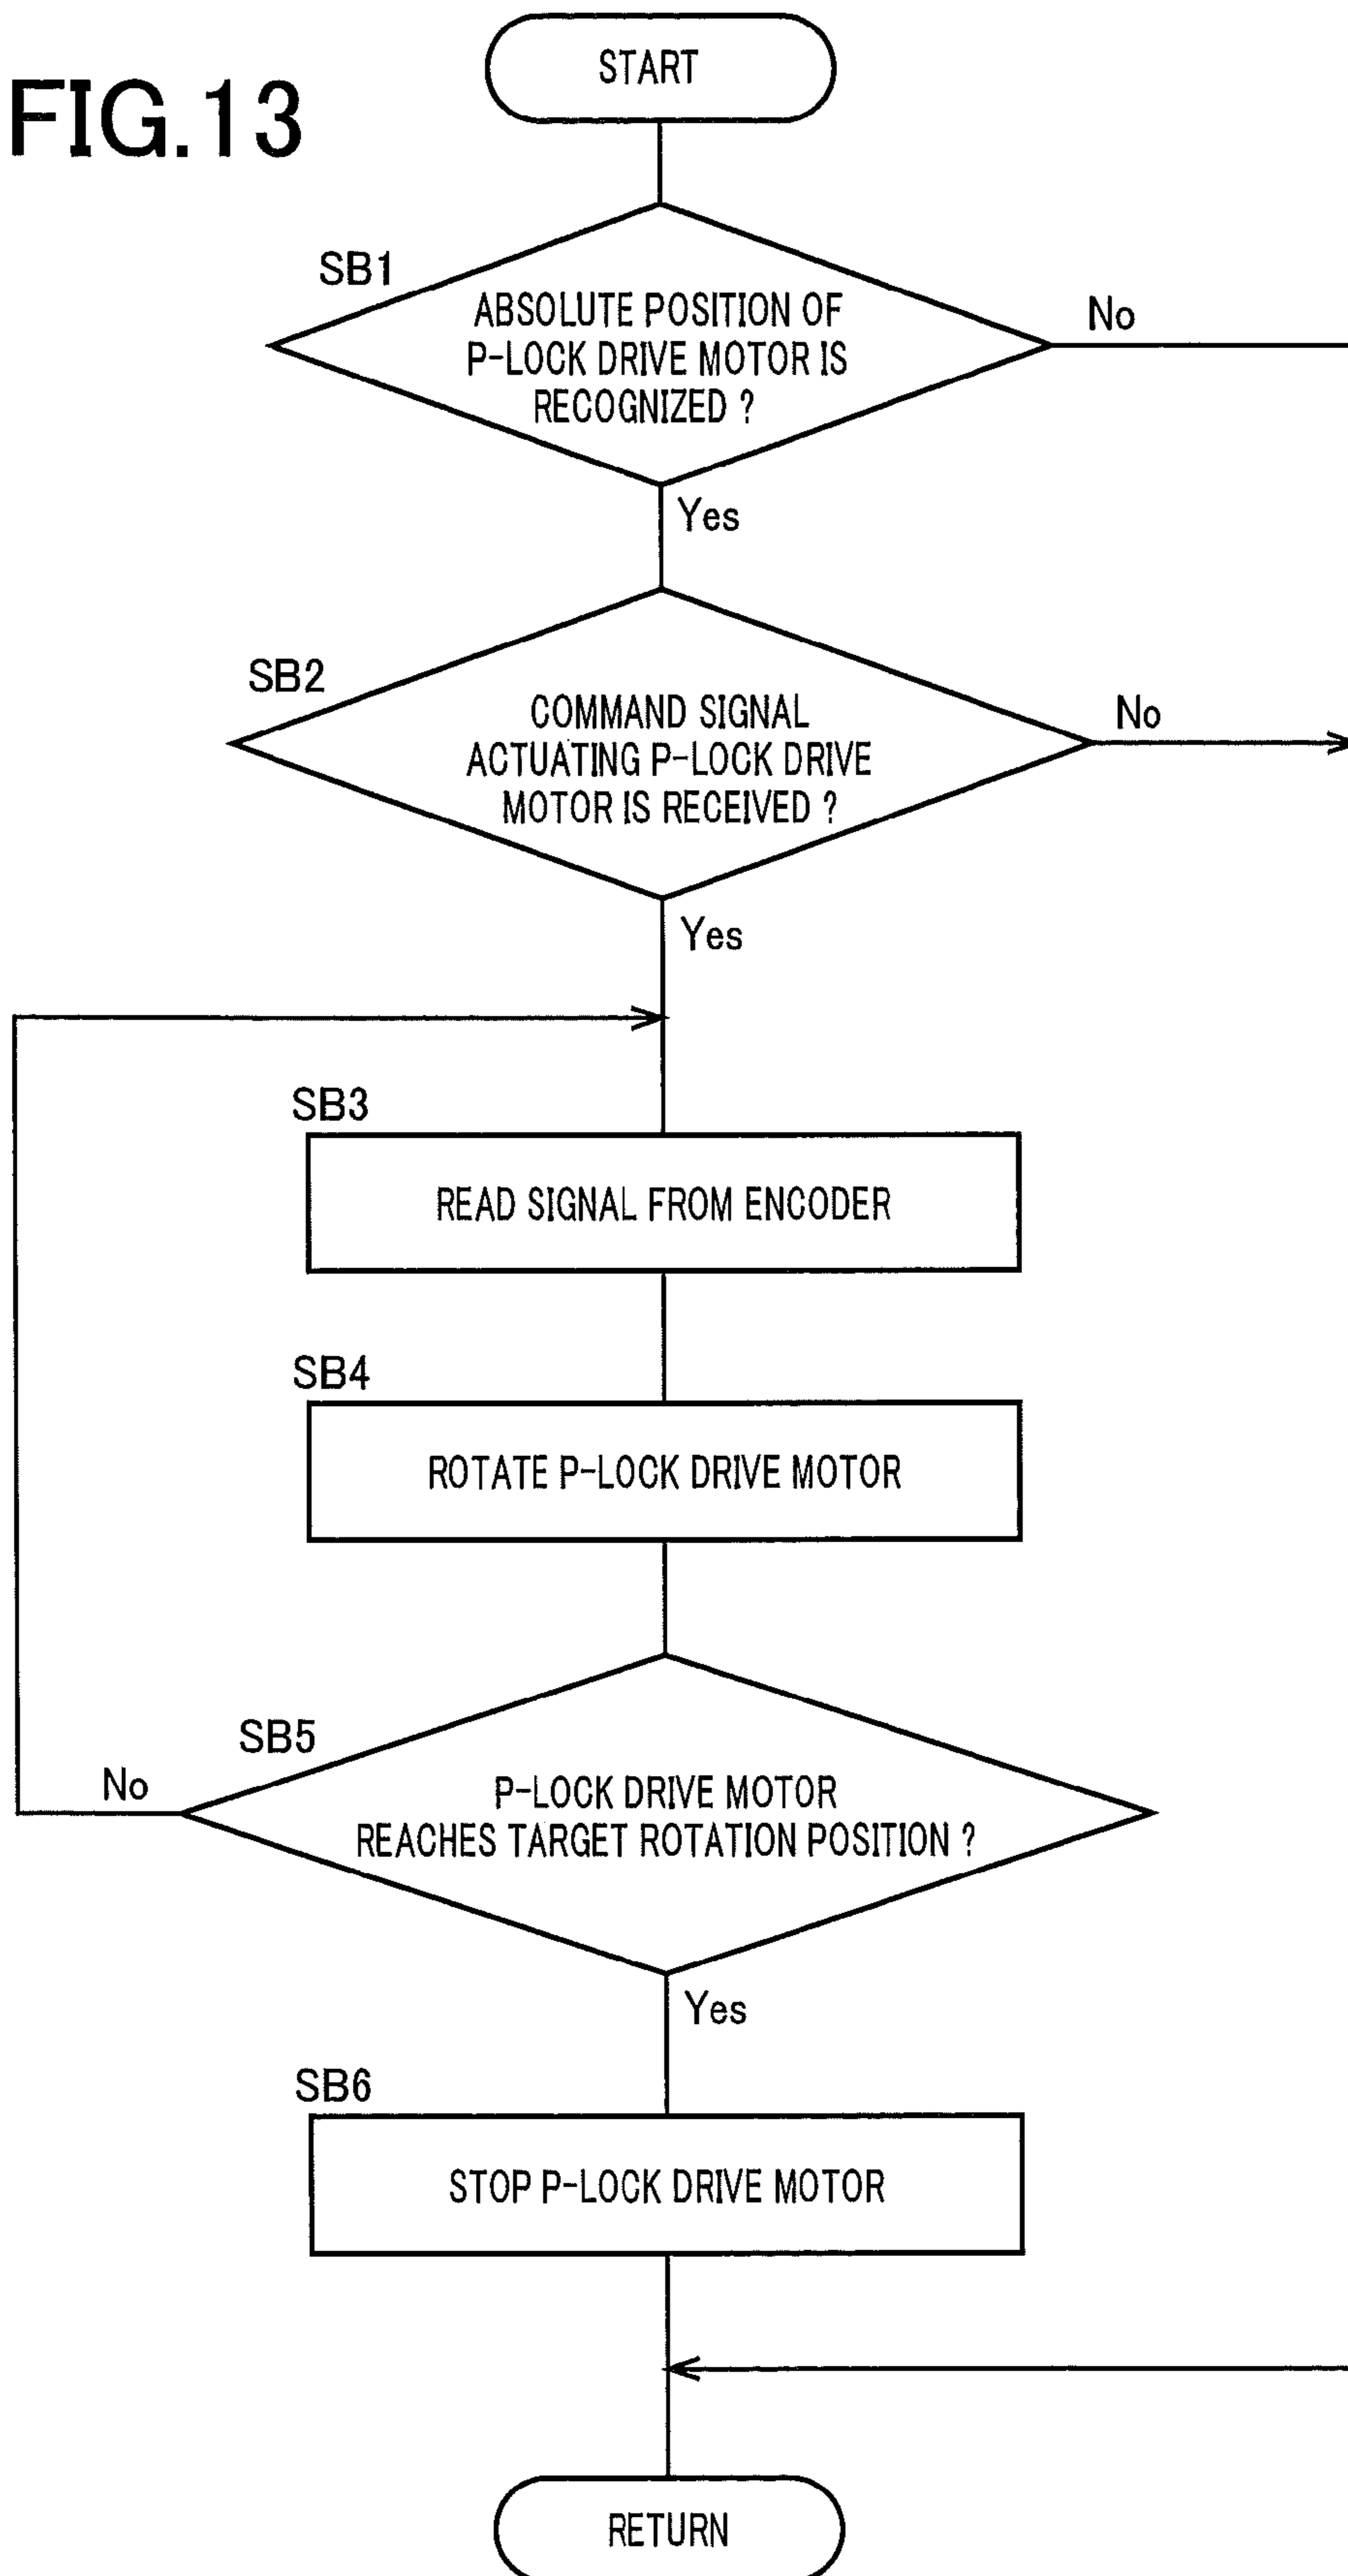 FIG.13
START
SB1
ABSOLUTE POSITION OF
P-LOCK DRIVE MOTOR IS
RECOGNIZED ?
No
Yes
SB2
COMMAND SIGNAL
ACTUATING P-LOCK DRIVE
MOTOR IS RECEIVED ?
No
Yes
SB3
READ SIGNAL FROM ENCODER
SB4
ROTATE P-LOCK DRIVE MOTOR
SB5
P-LOCK DRIVE MOTOR
REACHES TARGET ROTATION POSITION ?
No
Yes
SB6
STOP P-LOCK DRIVE MOTOR
RETURN